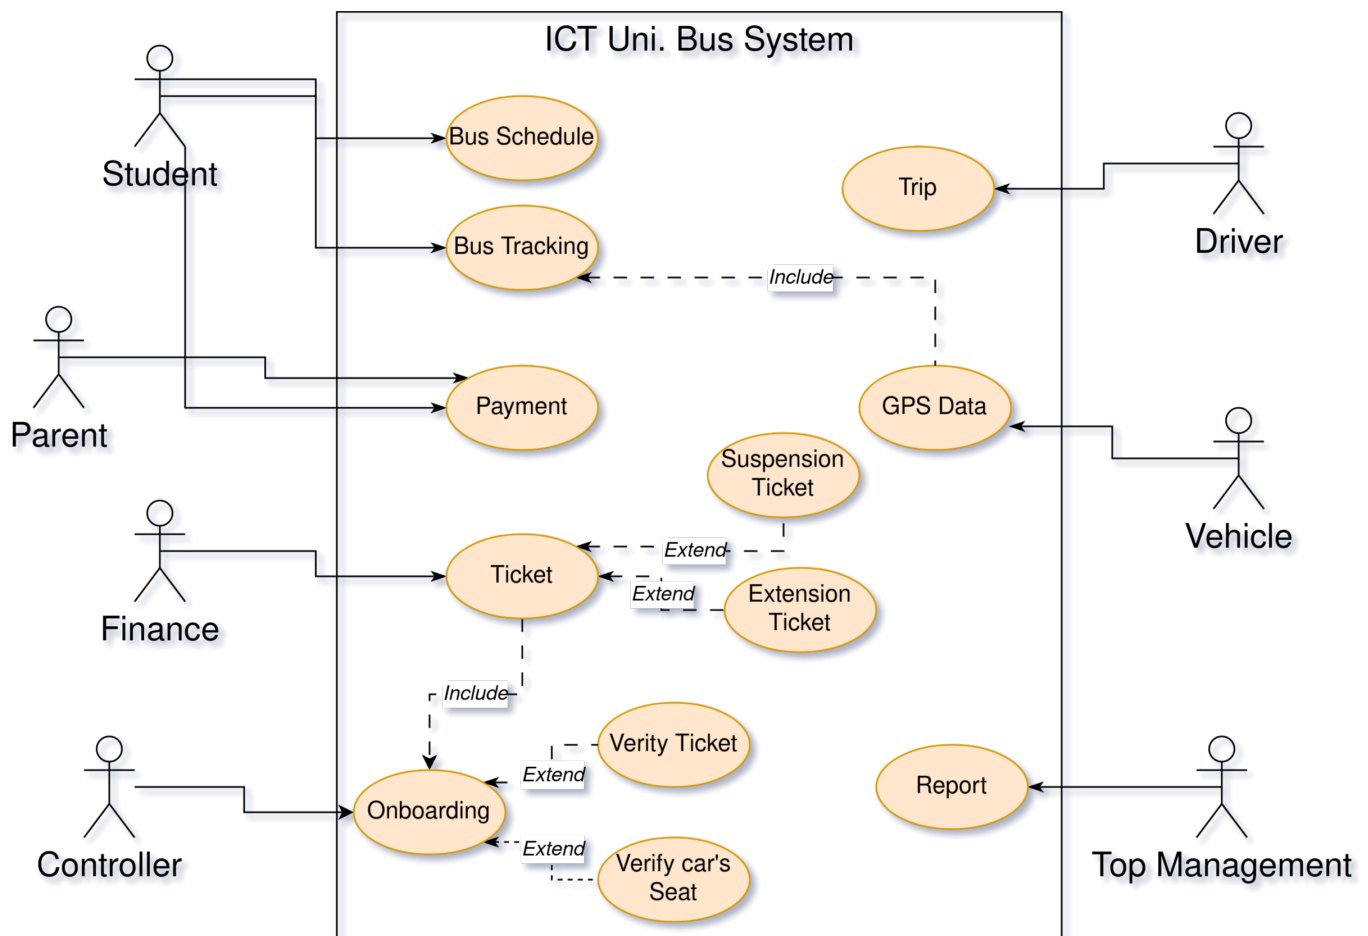 ICT Uni. Bus System
Student
Bus Schedule
Trip
Driver
Bus Tracking
Include
Parent
Payment
GPS Data
Vehicle
Suspension
Ticket
Finance
Ticket
Extend
Extend
Extension
Ticket
Include
Controller
Onboarding
Verity Ticket
Extend
Extend
Verify car's
Seat
Report
Top Management